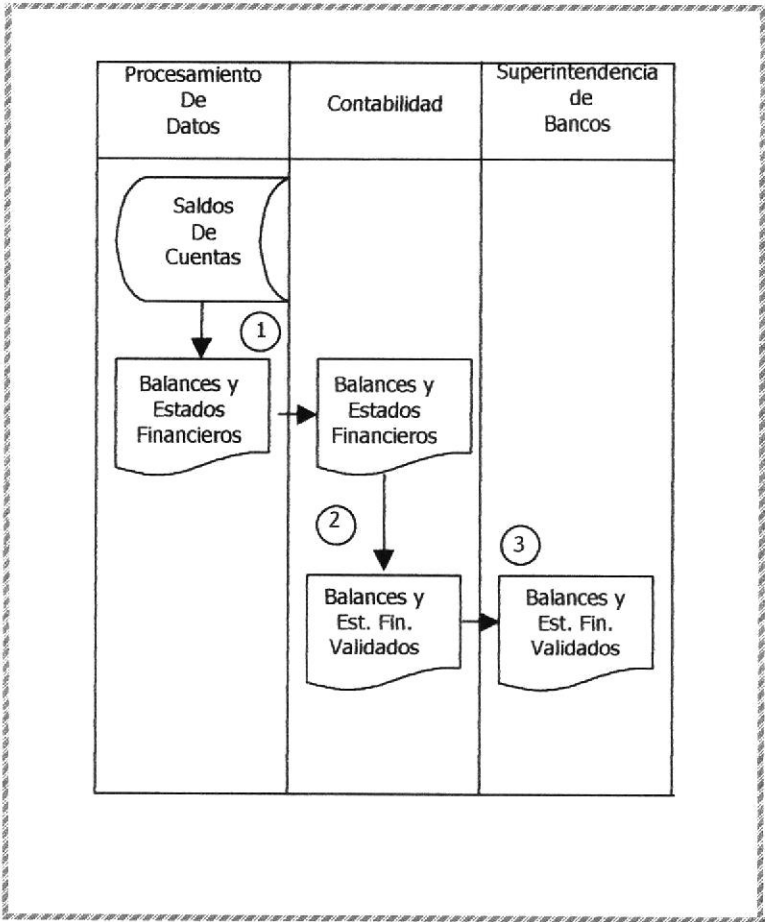 Procesamiento
De
Datos
Contabilidad
Superintendencia
de
Bancos
Saldos
De
Cuentas
1
Balances y
Estados
Financieros
Balances y
Estados
Financieros
2
3
Balances y
Est. Fin.
Validados
Balances y
Est. Fin.
Validados